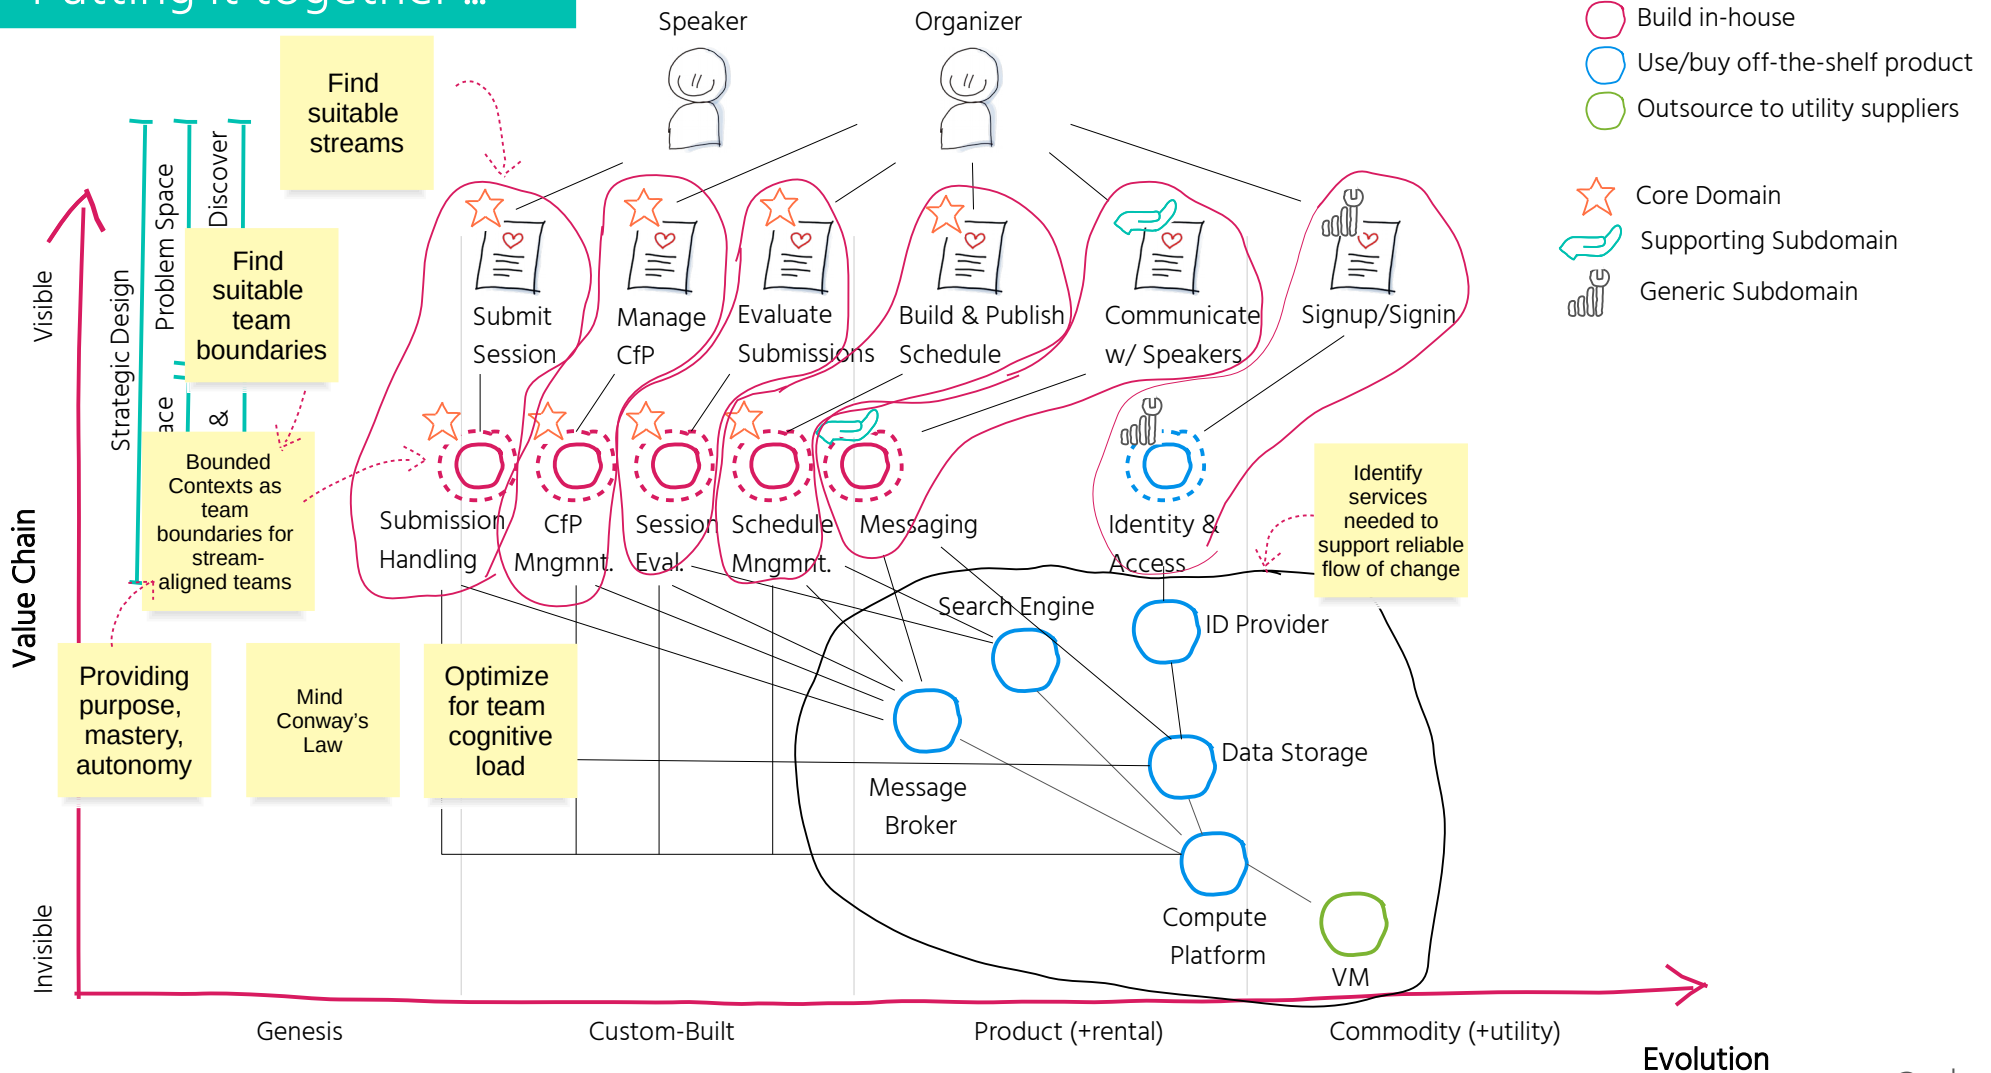 Putting it together ...
Speaker
Organizer
Build in-house
Use/buy off-the-shelf product
Outsource to utility suppliers
Core Domain
Supporting Subdomain
Generic Subdomain
Find
suitable
streams
Discover
Problem Space
Strategic Design
&
Find
suitable
team
boundaries
Bounded
Contexts as
team
boundaries for
stream-
aligned teams
Providing
purpose,
mastery,
autonomy
Mind
Conway's
Law
Optimize
for team
cognitive
load
Submit
Session
Manage
CfP
Evaluate
Submissions
Build & Publish
Schedule
Communicate
w/ Speakers
Signup/Signin
Submission
Handling
CfP
Mngmnt.
Session
Eval.
Schedule
Mngmnt.
Messaging
Identity &
Access
Identify
services
needed to
support reliable
flow of change
Search Engine
ID Provider
Message
Broker
Data Storage
Compute
Platform
VM
Visible
Value Chain
Invisible
Genesis
Custom-Built
Product (+rental)
Commodity (+utility)
Evolution